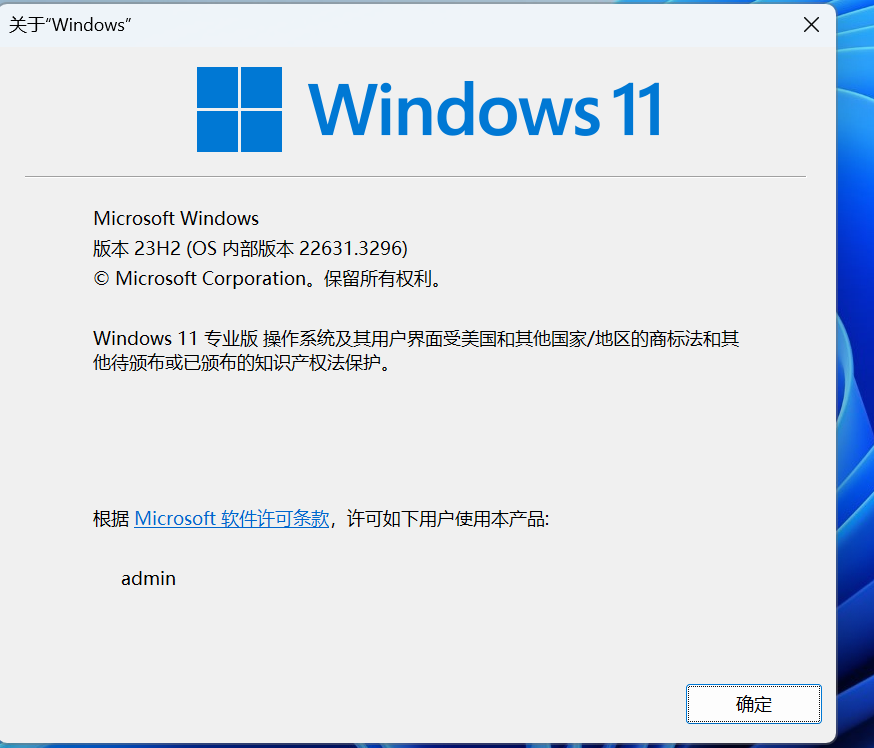 关于“Windows”
Windows 11
Microsoft Windows
版本 23H2 (OS 内部版本 22631.3296)
© Microsoft Corporation。保留所有权利。
Windows 11 专业版 操作系统及其用户界面受美国和其他国家/地区的商标法和其
他待颁布或已颁布的知识产权法保护。
根据 Microsoft 软件许可条款，许可如下用户使用本产品:
admin
确定